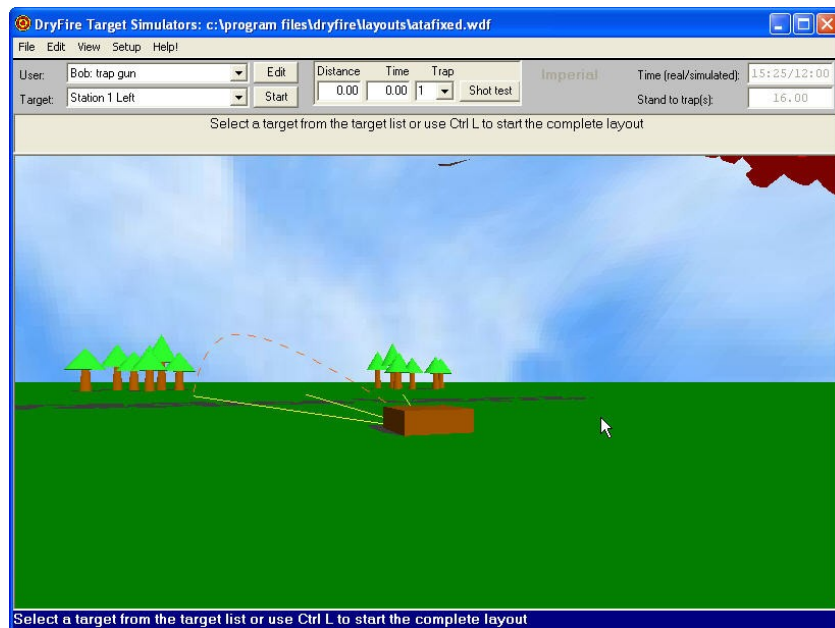 DryFire Target Simulators: c:\program files\dryfire\layouts\atafixed.wdf
File Edit View Setup Help!
User: Bob: trap gun Edit Distance Time Trap Imperial Time (real/simulated): 15:25/12:00
Target: Station 1 Left Start 0.00 0.00 1 Shot test Stand to trap(s): 16.00
Select a target from the target list or use Ctrl L to start the complete layout
Select a target from the target list or use Ctrl L to start the complete layout